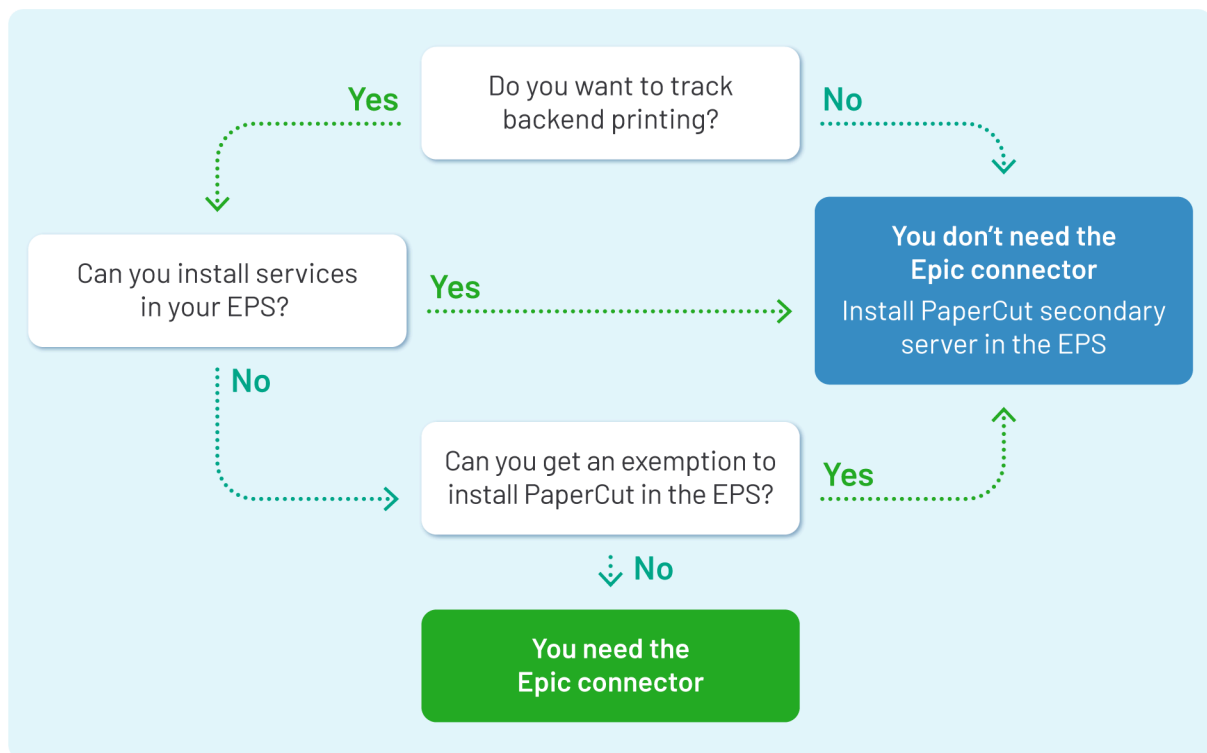 Do you want to track
backend printing?
Yes
No
Can you install services
in your EPS?
Yes
You don’t need the
Epic connector
Install PaperCut secondary
server in the EPS
No
Can you get an exemption to
install PaperCut in the EPS?
Yes
No
You need the
Epic connector